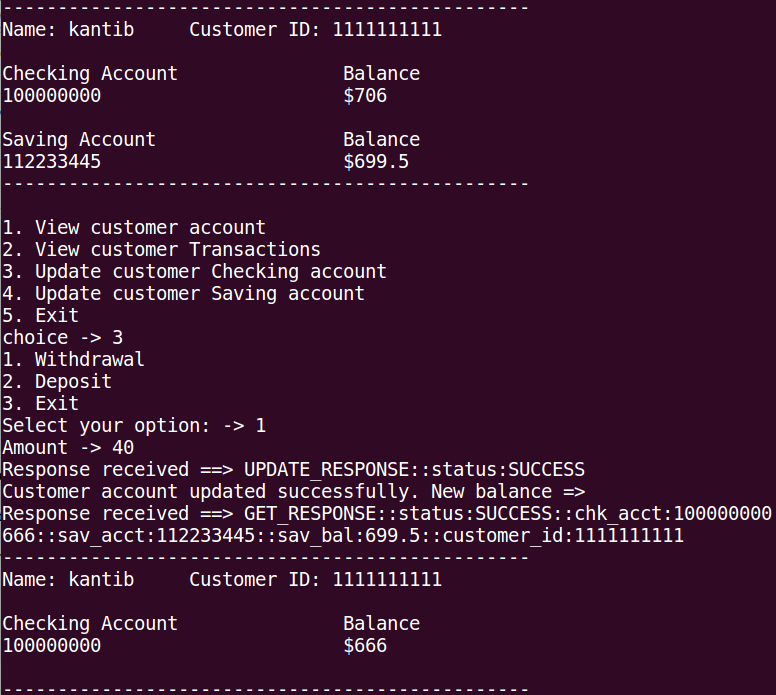 ------------------------------------------------
Name: kantib     Customer ID: 1111111111
Checking Account               Balance
100000000                      $706
Saving Account                 Balance
112233445                      $699.5
------------------------------------------------
1. View customer account
2. View customer Transactions
3. Update customer Checking account
4. Update customer Saving account
5. Exit
choice -> 3
1. Withdrawal
2. Deposit
3. Exit
Select your option: -> 1
Amount -> 40
Response received ==> UPDATE_RESPONSE::status:SUCCESS
Customer account updated successfully. New balance =>
Response received ==> GET_RESPONSE::status:SUCCESS::chk_acct:100000000
666::sav_acct:112233445::sav_bal:699.5::customer_id:1111111111
------------------------------------------------
Name: kantib     Customer ID: 1111111111
Checking Account               Balance
100000000                      $666
------------------------------------------------